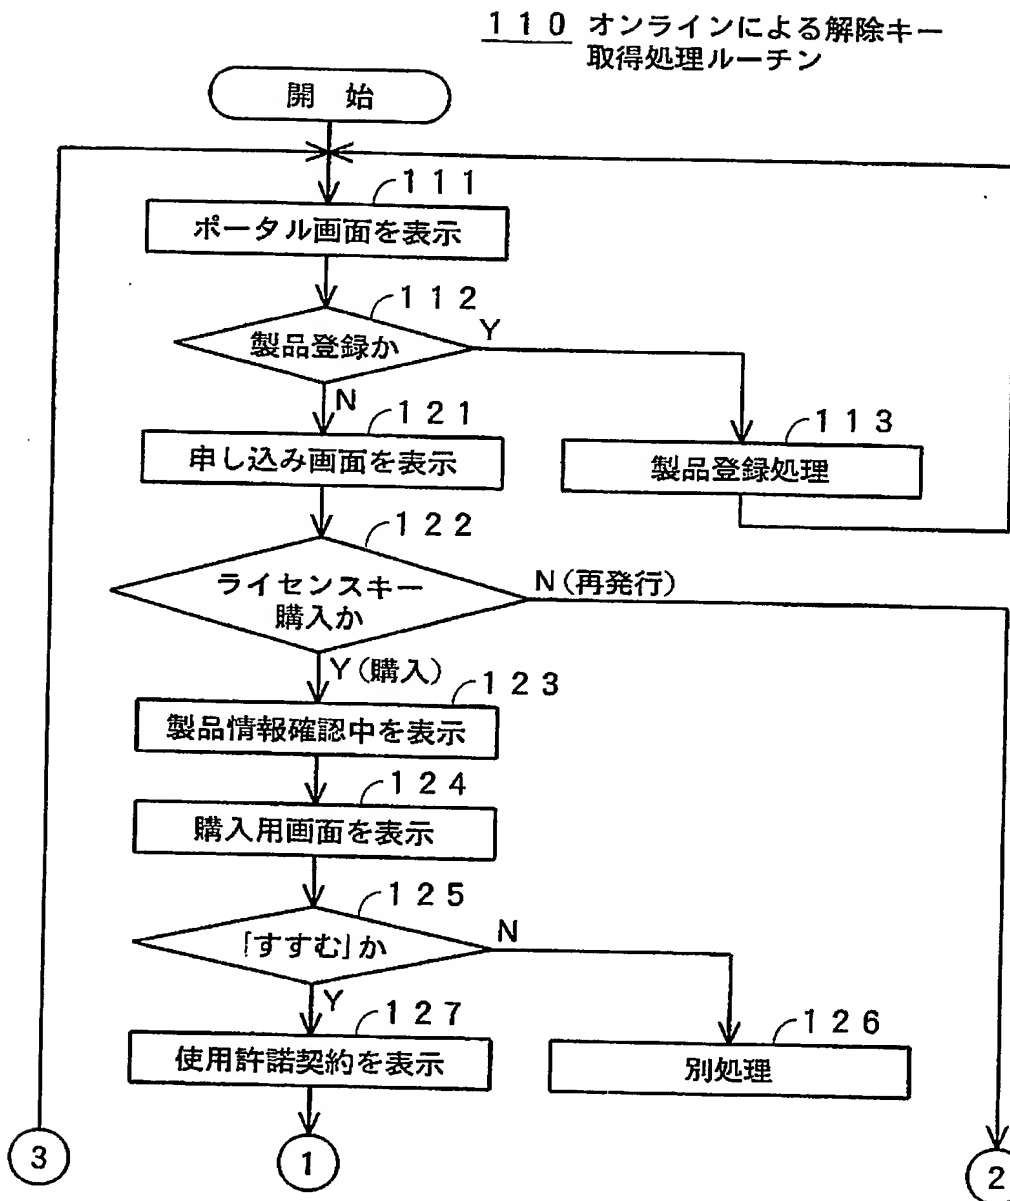 110 オンラインによる解除キー
取得処理ルーチン
開 始
111
ポータル画面を表示
112
製品登録か
Y
N
121
申し込み画面を表示
113
製品登録処理
122
ライセンスキー
購入か
N(再発行)
Y(購入)
123
製品情報確認中を表示
124
購入用画面を表示
125
「すすむ」か
N
Y
127
使用許諾契約を表示
126
別処理
3
1
2